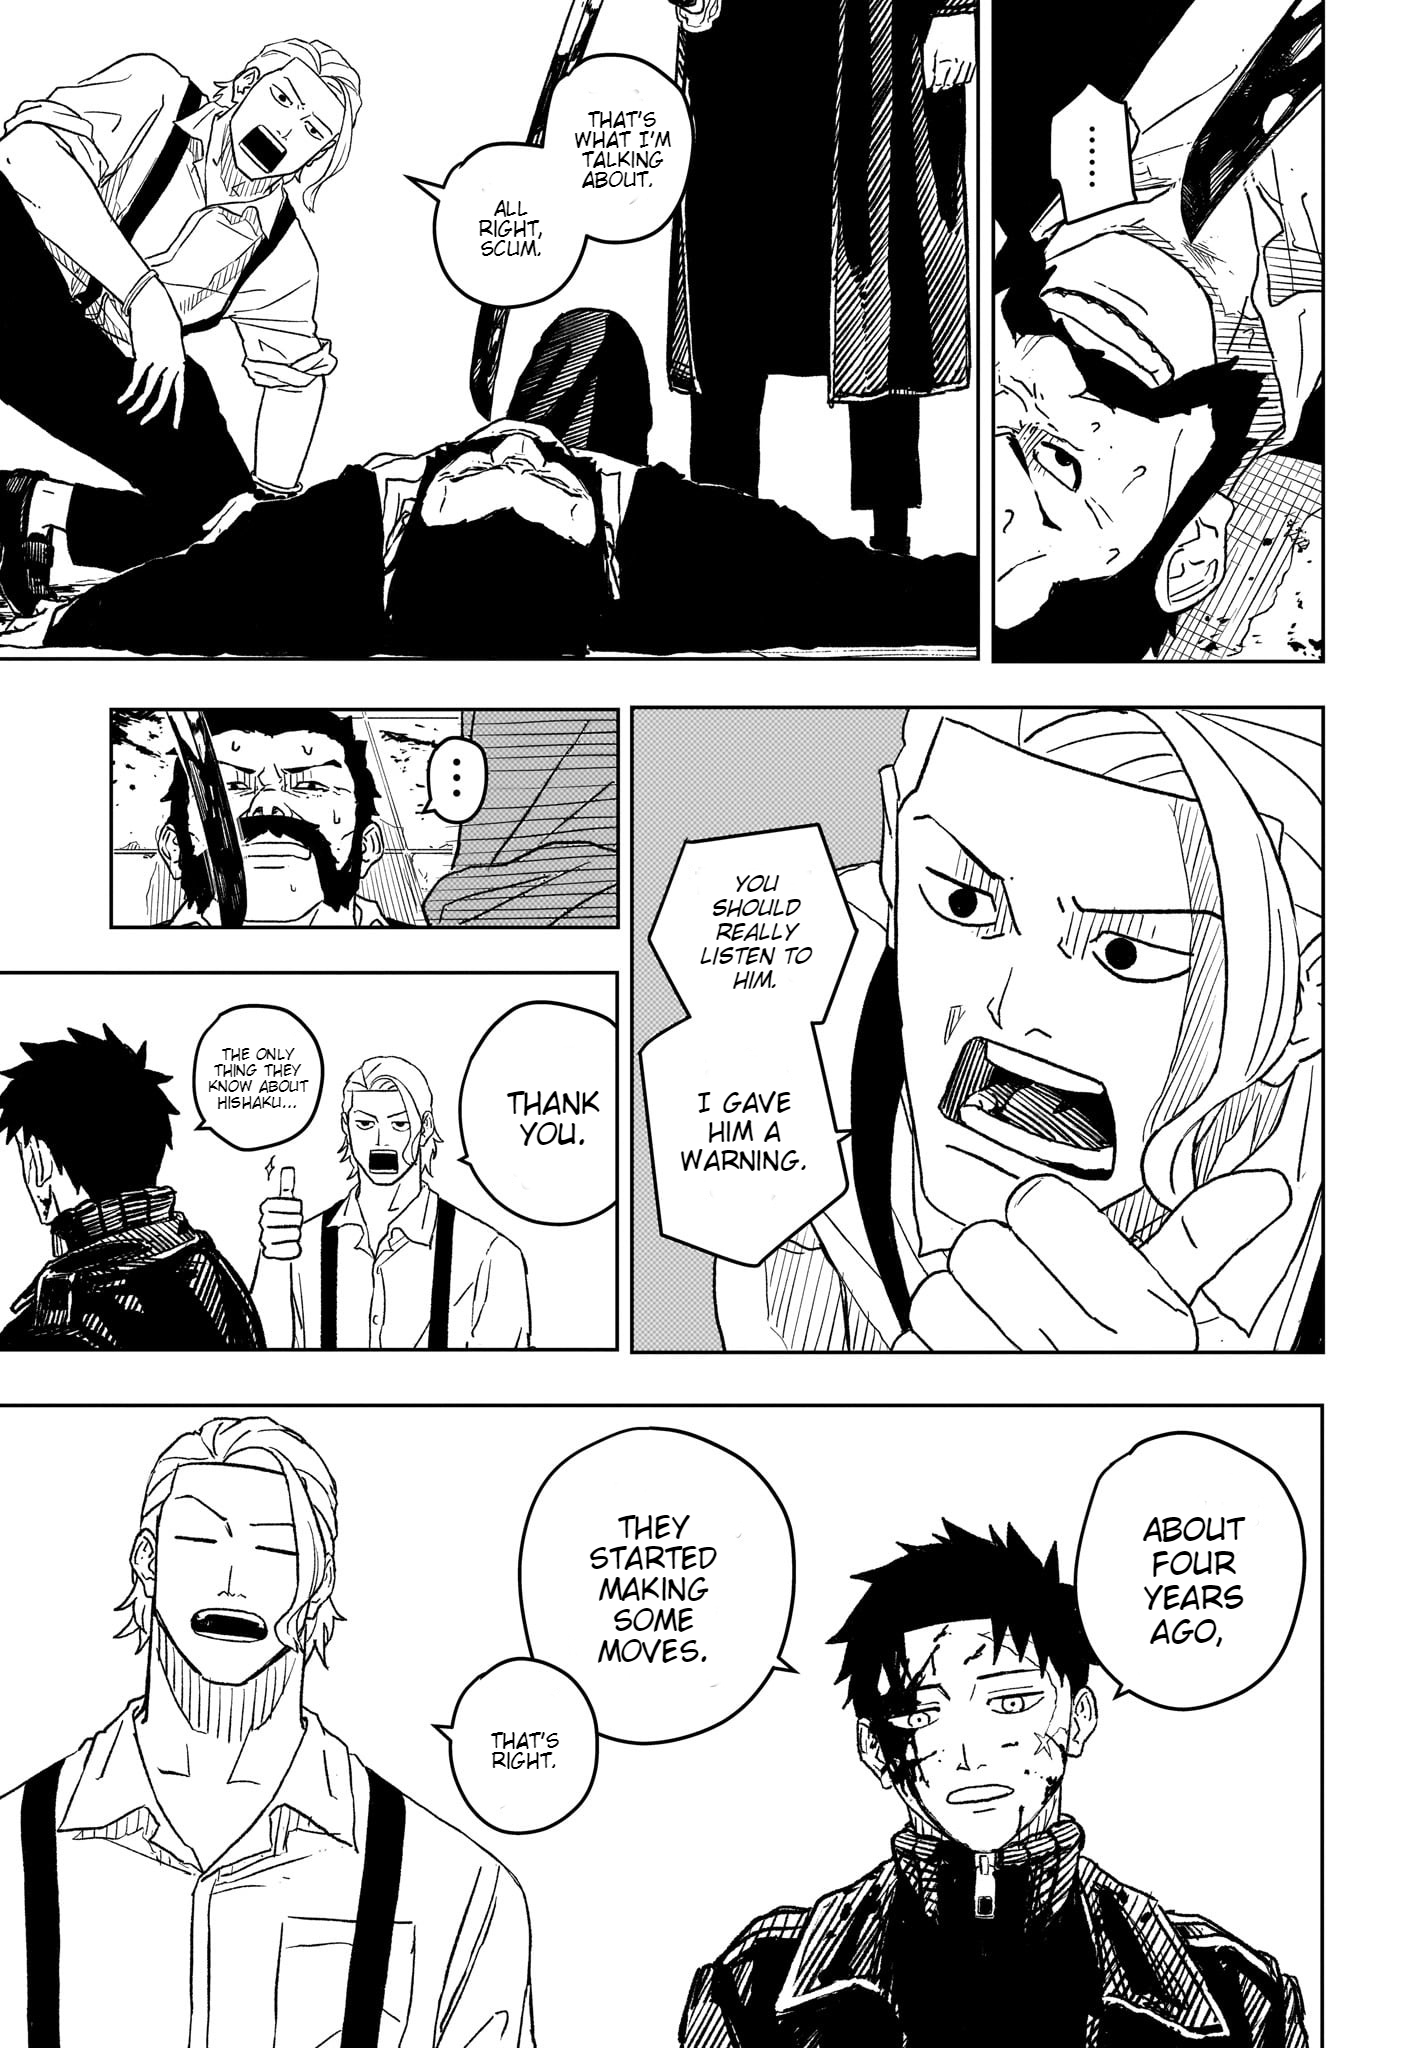 ......
THAT'S
WHAT I'M
TALKING
ABOUT.
ALL
RIGHT,
SCUM.
YOU
SHOULD
REALLY
LISTEN TO
HIM.
I GAVE
HIM A
WARNING.
...
THANK
YOU.
THE ONLY
THING THEY
KNOW ABOUT
HISHAKU...
ABOUT
FOUR
YEARS
AGO,
THEY
STARTED
MAKING
SOME
MOVES.
THAT'S
RIGHT.